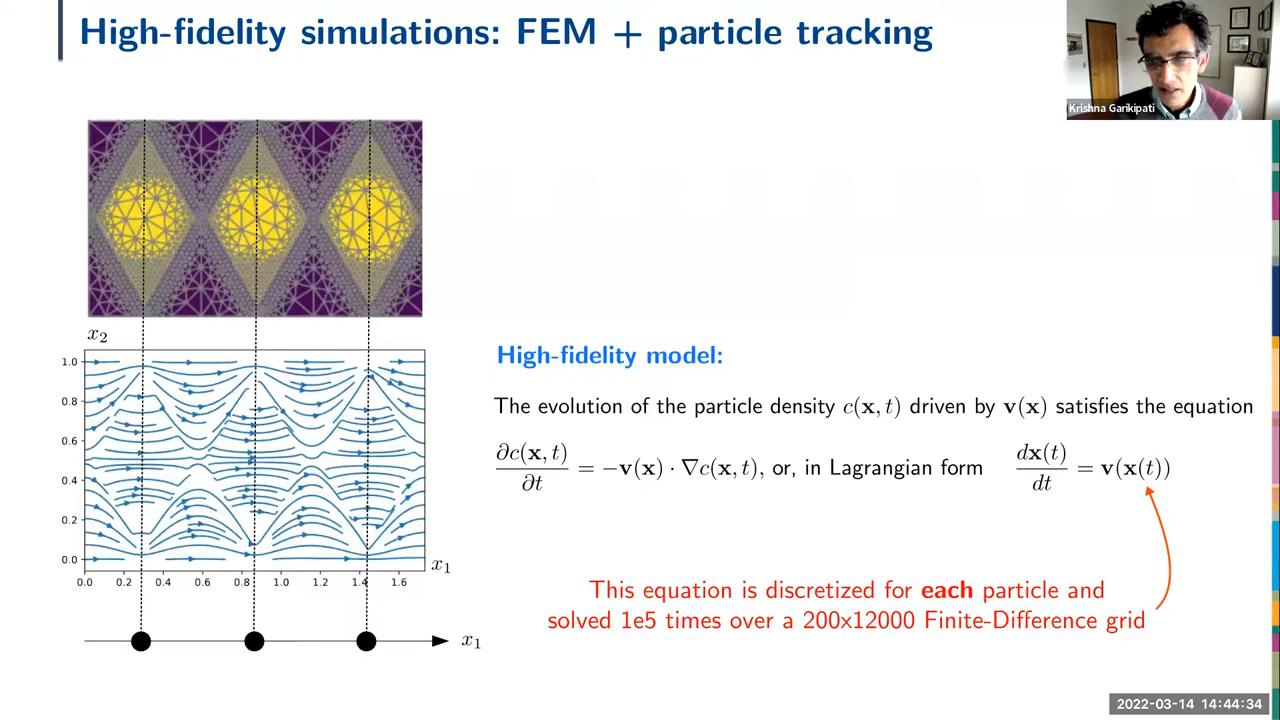 High-fidelity simulations: FEM + particle tracking
Krishna Garikipati
x₂
1.0
0.8
0.6
0.4
0.2
0.0
0.0 0.2 0.4 0.6 0.8 1.0 1.2 1.4 1.6
x₁
x₁
High-fidelity model:
The evolution of the particle density c(x, t) driven by v(x) satisfies the equation
∂c(x, t)/∂t = −v(x) · ∇c(x, t), or, in Lagrangian form dx(t)/dt = v(x(t))
This equation is discretized for each particle and
solved 1e5 times over a 200x12000 Finite-Difference grid
2022-03-14 14:44:34